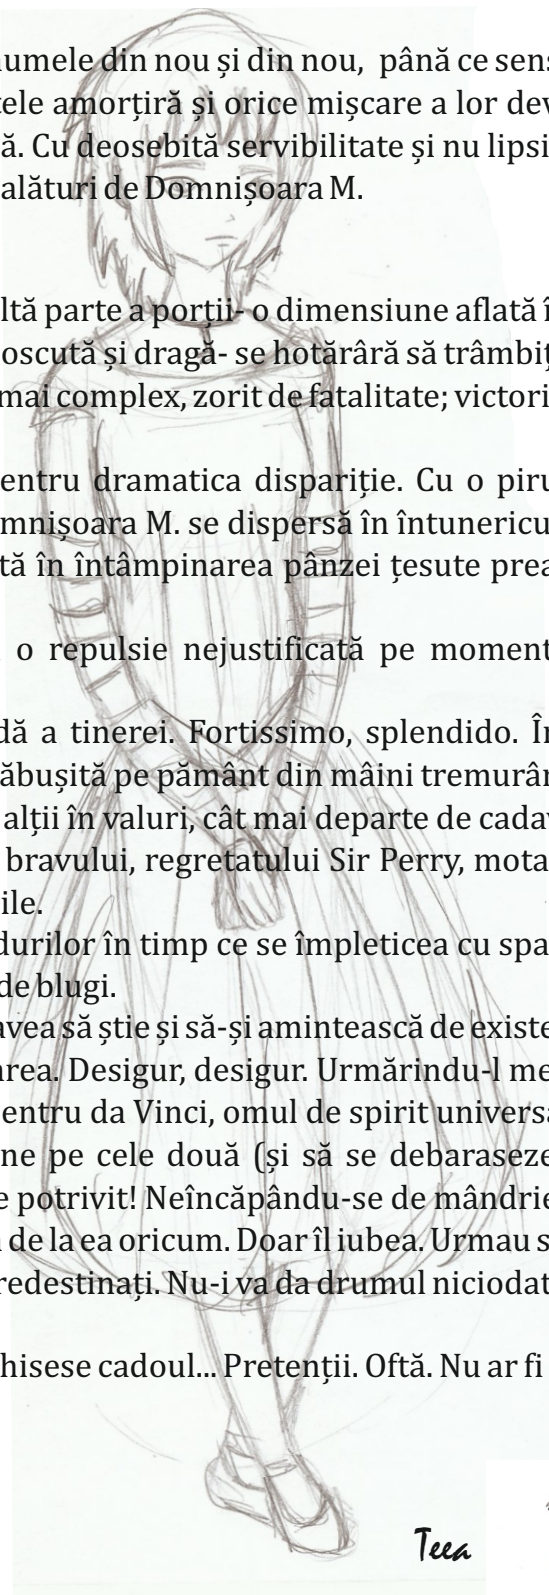 numele din nou și din nou, până ce sens
tele amorțiră și orice mișcare a lor dev
ă. Cu deosebită servibilitate și nu lipsi
alături de Domnișoara M.
ltă parte a porții- o dimensiune aflată î
oscută și dragă- se hotărâră să trâmbiț
mai complex, zorit de fatalitate; victori
entru dramatica dispariție. Cu o piru
mnișoara M. se dispersă în întunericu
tă în întâmpinarea pânzei țesute prea
o repulsie nejustificată pe moment
dă a tinerei. Fortissimo, splendido. În
ăbușită pe pământ din mâini tremurân
alții în valuri, cât mai departe de cadav
bravului, regretatului Sir Perry, mota
ile.
durilor în timp ce se împleticea cu spa
de blugi.
avea să știe și să-și amintească de existe
area. Desigur, desigur. Urmărindu-l me
entru da Vinci, omul de spirit universa
ne pe cele două (și să se debaraseze
e potrivit! Neîncăpându-se de mândrie
de la ea oricum. Doar îl iubea. Urmau s
redestinați. Nu-i va da drumul niciodat
hisese cadoul... Pretenții. Oftă. Nu ar fi
Teea